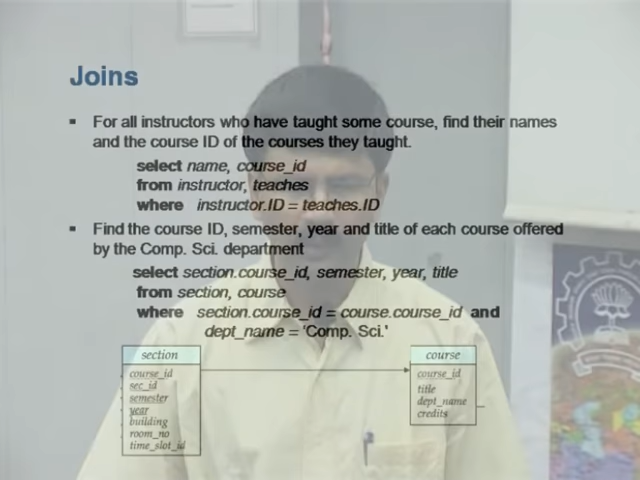 Joins
▪ For all instructors who have taught some course, find their names
and the course ID of the courses they taught.
select name, course_id
from instructor, teaches
where instructor.ID = teaches.ID
▪ Find the course ID, semester, year and title of each course offered
by the Comp. Sci. department
select section.course_id, semester, year, title
from section, course
where section.course_id = course.course_id and
dept_name = 'Comp. Sci.'
section
course_id
sec_id
semester
year
building
room_no
time_slot_id
course
course_id
title
dept_name
credits